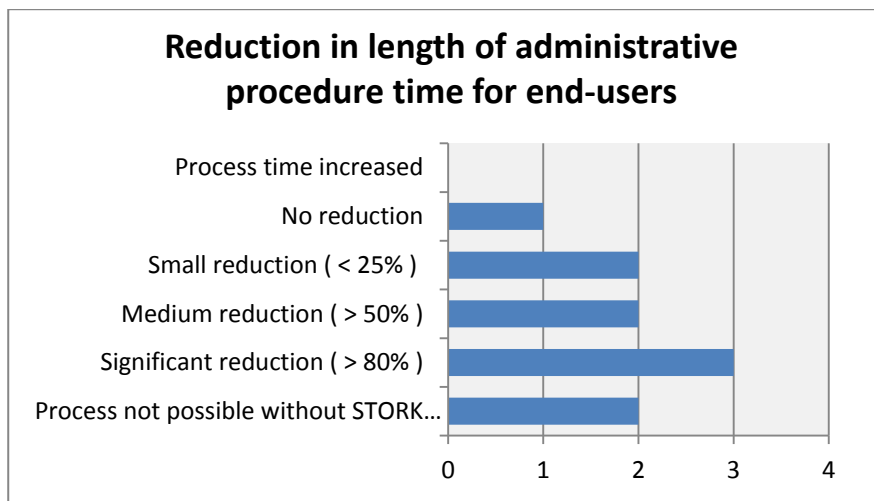 Reduction in length of administrative
procedure time for end-users
Process time increased
No reduction
Small reduction ( < 25% )
Medium reduction ( > 50% )
Significant reduction ( > 80% )
Process not possible without STORK…
0 1 2 3 4